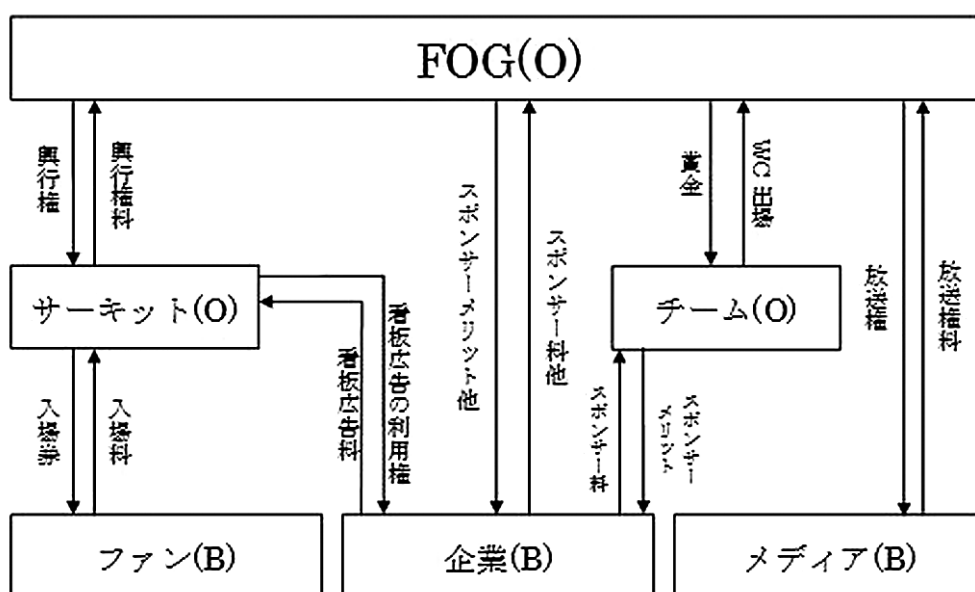 FOG(O)
興行権
興行権料
スポンサーメリット他
スポンサー料他
賞金
WC出場
放送権
放送権料
サーキット(O)
チーム(O)
入場券
入場料
看板広告料
看板広告の利用権
スポンサー料
スポンサー
メリット
ファン(B)
企業(B)
メディア(B)